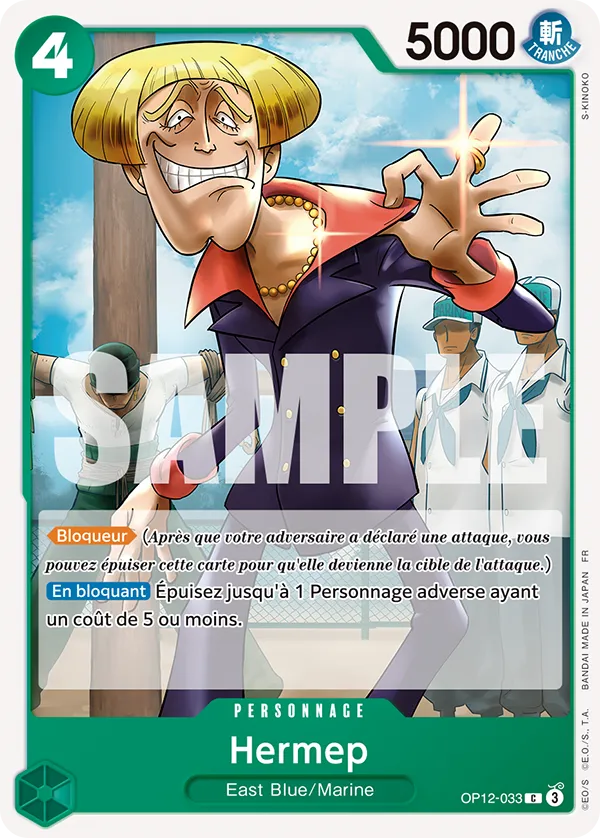 4
5000
斬
TRANCHE
S-KINOKO
SAMPLE
Bloqueur (Après que votre adversaire a déclaré une attaque, vous
pouvez épuiser cette carte pour qu'elle devienne la cible de l'attaque.)
En bloquant Épuisez jusqu'à 1 Personnage adverse ayant
un coût de 5 ou moins.
PERSONNAGE
Hermep
East Blue/Marine
OP12-033 C 3
©EO/S ©E.O./S., T.A. BANDAI MADE IN JAPAN FR